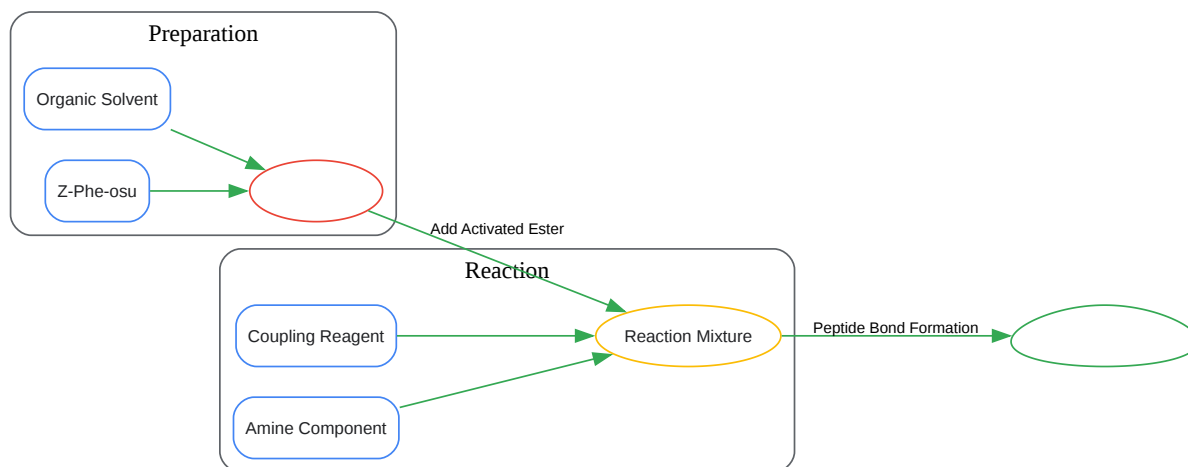 Preparation
Organic Solvent
Z-Phe-osu
Add Activated Ester
Reaction
Coupling Reagent
Reaction Mixture
Peptide Bond Formation
Amine Component